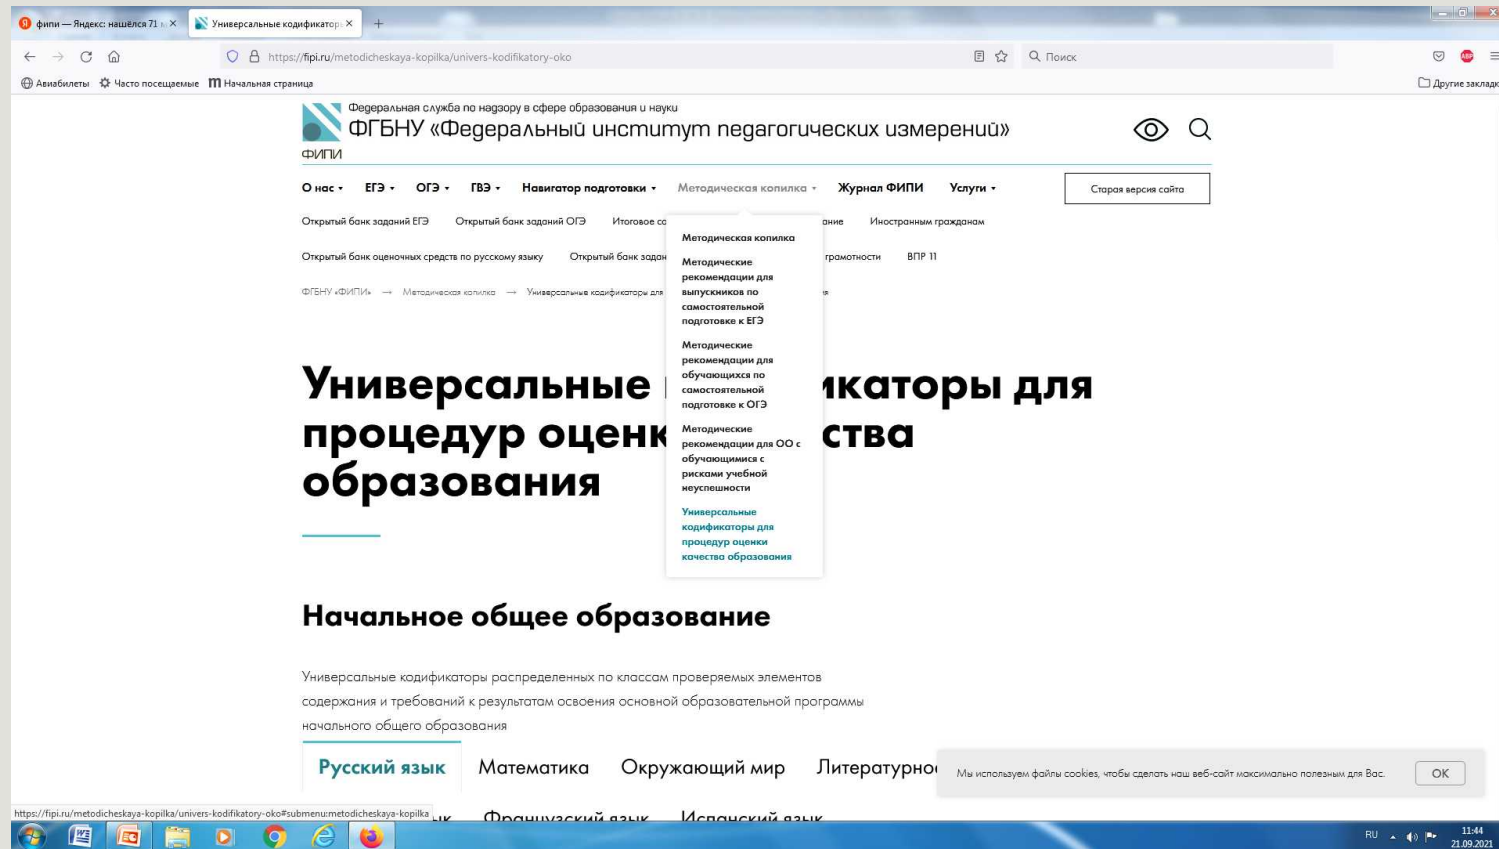 фипи — Яндекс: нашёлся 71
Универсальные кодификатор
https://fipi.ru/metodicheskaya-kopilka/univers-kodifikatory-oko
Поиск
ABP
Авиабилеты Часто посещаемые Начальная страница
Другие заклад
Федеральная служба по надзору в сфере образования и науки
ФГБНУ «Федеральный институт педагогических измерений»
ФИПИ
О нас ЕГЭ ОГЭ ГВЭ Навигатор подготовки Методическая копилка Журнал ФИПИ Услуги
Старая версия сайта
Открытый банк заданий ЕГЭ Открытый банк заданий ОГЭ Итоговое со ание Иностранным гражданам
Открытый банк оценочных средств по русскому языку Открытый банк задан грамотности ВПР 11
ФГБНУ «ФИПИ» → Методическая копилка → Универсальные кодификаторы для я
Методическая копилка
Методические
рекомендации для
выпускников по
самостоятельной
подготовке к ЕГЭ
Методические
рекомендации для
обучающихся по
самостоятельной
подготовке к ОГЭ
Методические
рекомендации для ОО с
обучающимися с
рисками учебной
неуспешности
Универсальные
кодификаторы для
процедур оценки
качества образования
Универсальные икаторы для
процедур оценк ства
образования
Начальное общее образование
Универсальные кодификаторы распределенных по классам проверяемых элементов
содержания и требований к результатам освоения основной образовательной программы
начального общего образования
Русский язык Математика Окружающий мир Литературно
Мы используем файлы cookies, чтобы сделать наш веб-сайт максимально полезным для Вас.
OK
https://fipi.ru/metodicheskaya-kopilka/univers-kodifikatory-oko#submenu:metodicheskaya-kopilka
ык Французский язык Испанский язык
RU
11:44
21.09.2021